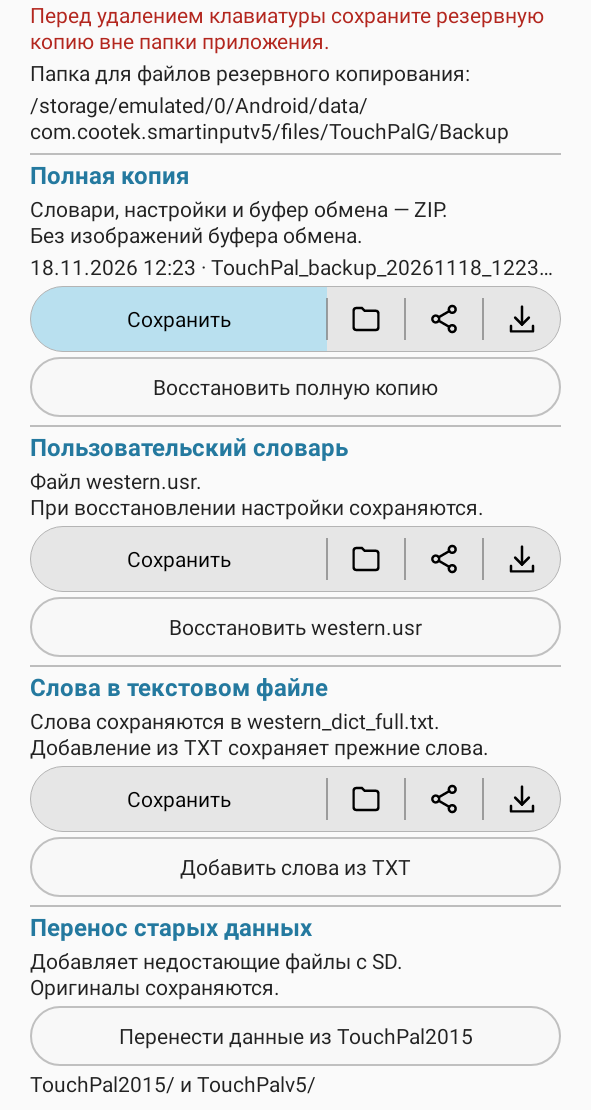 Перед удалением клавиатуры сохраните резервную
копию вне папки приложения.
Папка для файлов резервного копирования:
/storage/emulated/0/Android/data/
com.cootek.smartinputv5/files/TouchPalG/Backup
Полная копия
Словари, настройки и буфер обмена — ZIP.
Без изображений буфера обмена.
18.11.2026 12:23 · TouchPal_backup_20261118_1223...
Сохранить
Восстановить полную копию
Пользовательский словарь
Файл western.usr.
При восстановлении настройки сохраняются.
Сохранить
Восстановить western.usr
Слова в текстовом файле
Слова сохраняются в western_dict_full.txt.
Добавление из TXT сохраняет прежние слова.
Сохранить
Добавить слова из TXT
Перенос старых данных
Добавляет недостающие файлы с SD.
Оригиналы сохраняются.
Перенести данные из TouchPal2015
TouchPal2015/ и TouchPalv5/